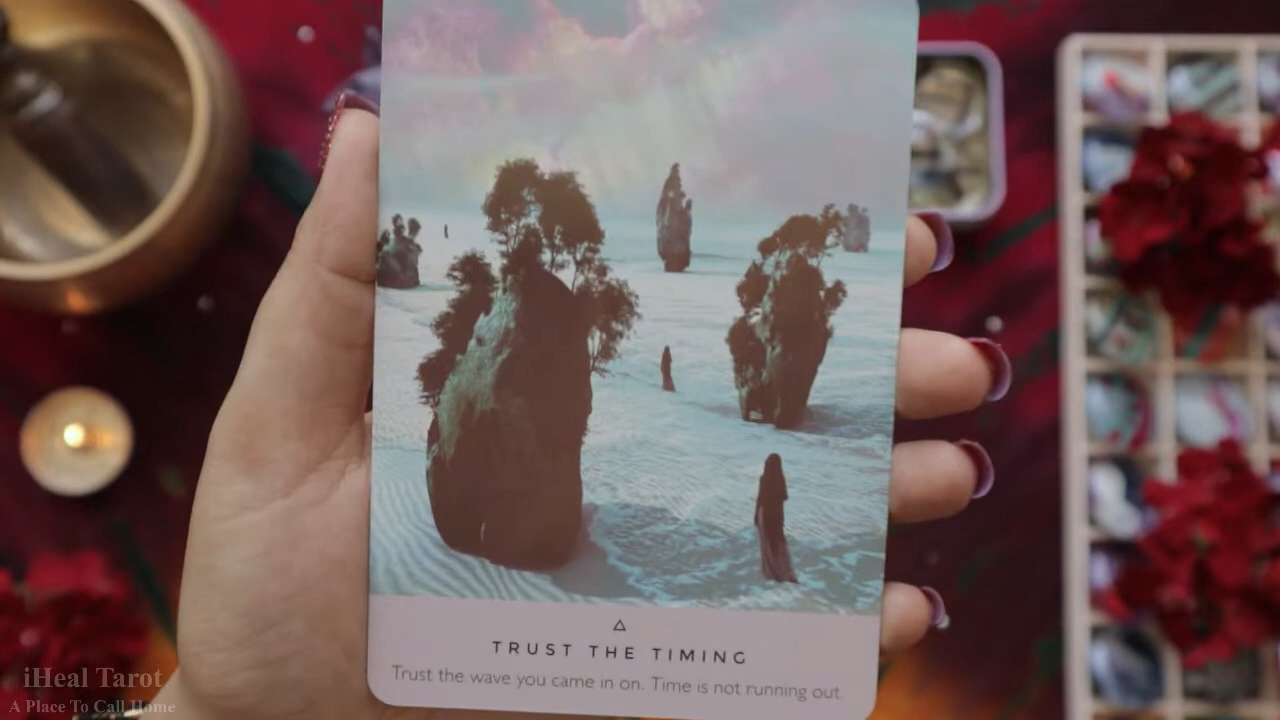 TRUST THE TIMING
Trust the wave you came in on. Time is not running out.
iHeal Tarot
A Place To Call Home